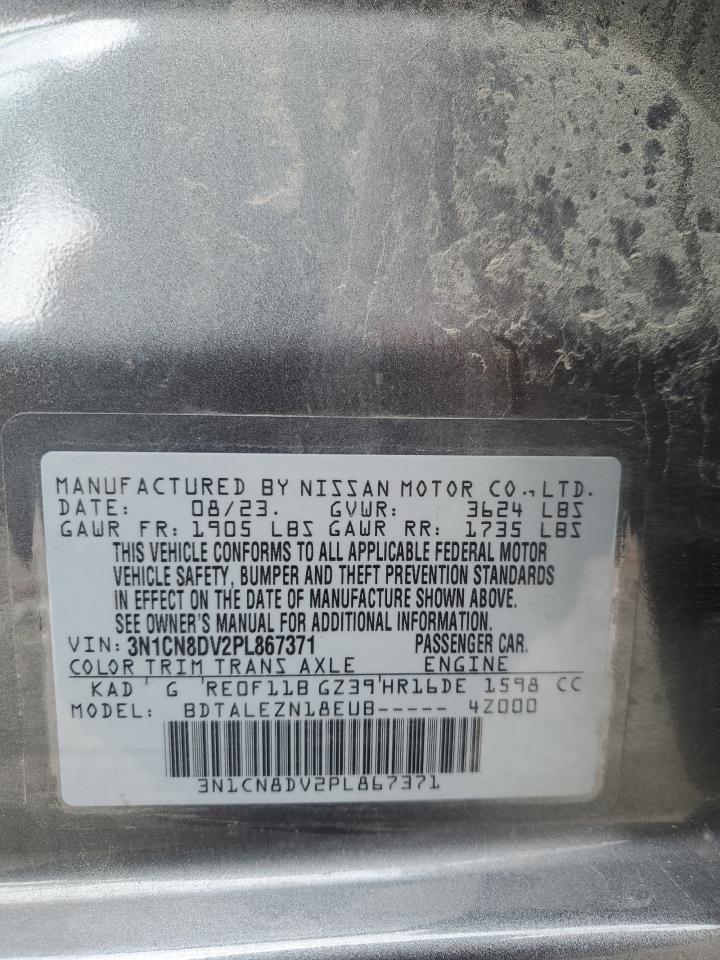 MANUFACTURED BY NISSAN MOTOR CO., LTD.
DATE: 08/23. GVWR: 3624 LBS
GAWR FR: 1905 LBS GAWR RR: 1735 LBS
THIS VEHICLE CONFORMS TO ALL APPLICABLE FEDERAL MOTOR
VEHICLE SAFETY, BUMPER AND THEFT PREVENTION STANDARDS
IN EFFECT ON THE DATE OF MANUFACTURE SHOWN ABOVE.
SEE OWNER'S MANUAL FOR ADDITIONAL INFORMATION.
VIN: 3N1CN8DV2PL867371 PASSENGER CAR.
COLOR TRIM TRANS AXLE ENGINE
KAD G RE0F11B GZ39 HR16DE 1598 CC
MODEL: BDTALEZN18EUB----- 4Z000
3N1CN8DV2PL867371